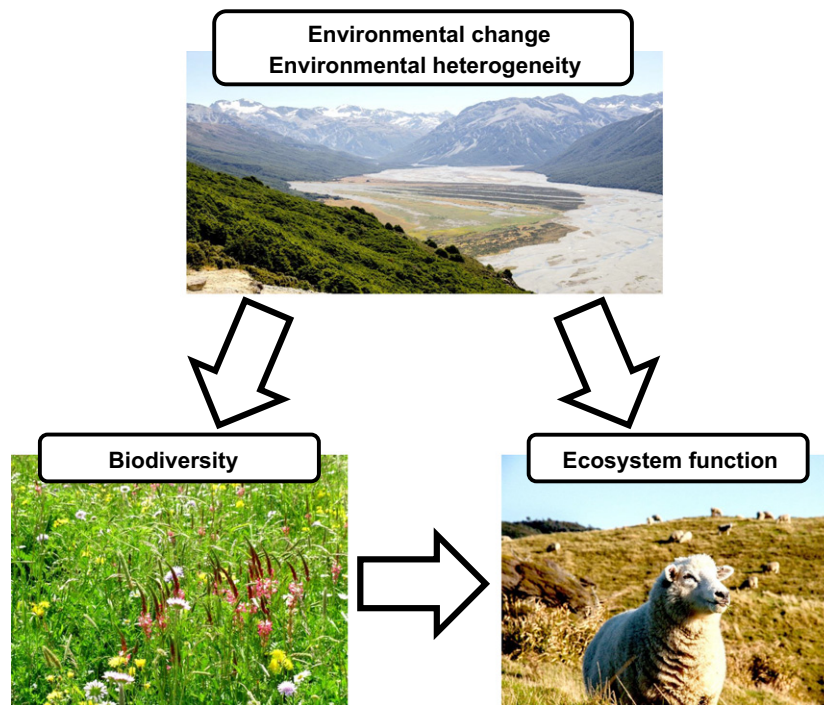 Environmental change
Environmental heterogeneity
Biodiversity
Ecosystem function